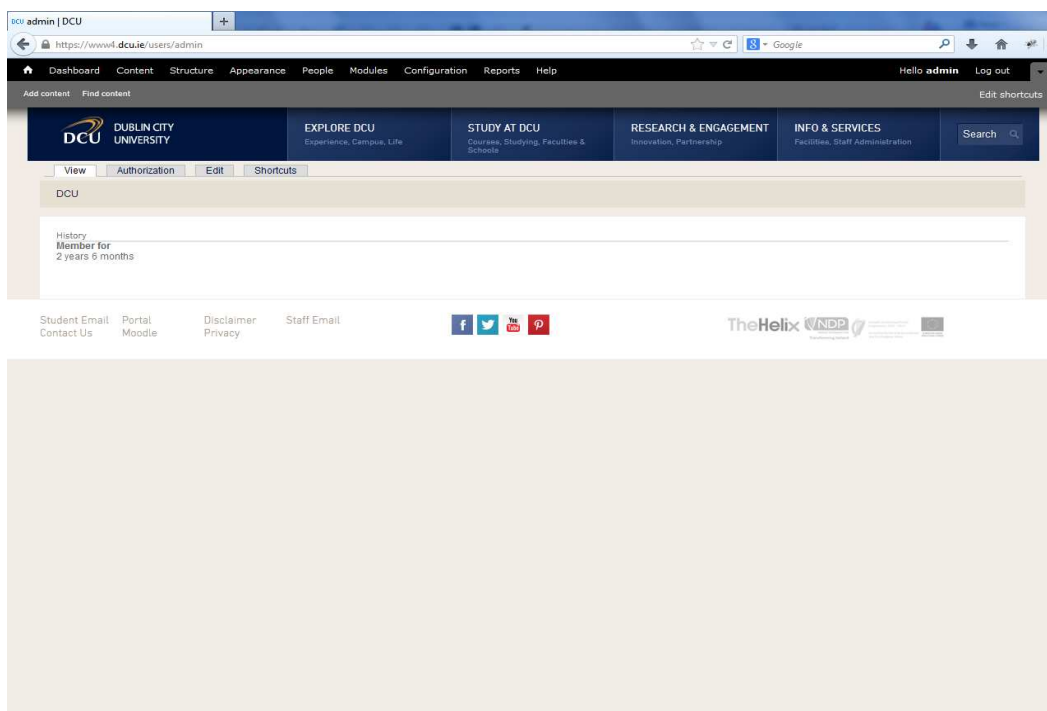 DCU admin | DCU
+
https://www4.dcu.ie/users/admin
8 Google
Dashboard Content Structure Appearance People Modules Configuration Reports Help
Hello admin Log out
Add content Find content
Edit shortcuts
DCU DUBLIN CITY UNIVERSITY
EXPLORE DCU
Experience, Campus, Life
STUDY AT DCU
Courses, Studying, Faculties &
Schools
RESEARCH & ENGAGEMENT
Innovation, Partnership
INFO & SERVICES
Facilities, Staff Administration
Search
View Authorization Edit Shortcuts
DCU
History
Member for
2 years 6 months
Student Email Portal Disclaimer Staff Email
Contact Us Moodle Privacy
f You Tube
TheHelix NDP